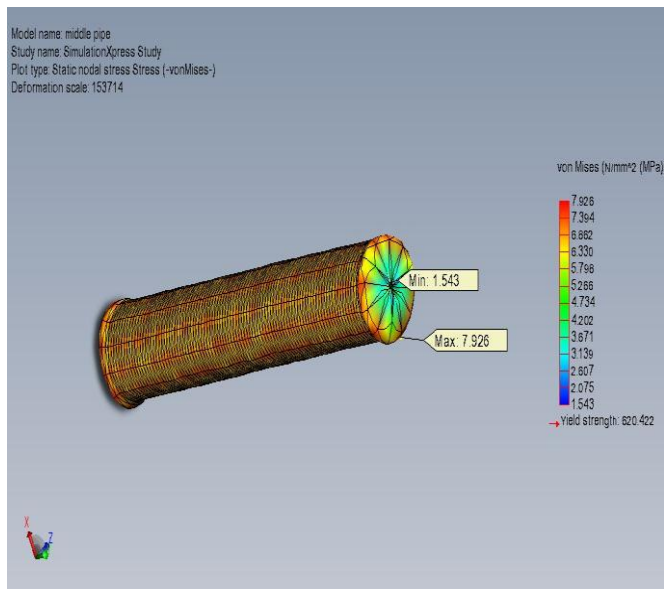 Model name: middle pipe
Study name: SimulationXpress Study
Plot type: Static nodal stress Stress (-vonMises-)
Deformation scale: 153714
von Mises (N/mm^2 (MPa)
7.926
7.394
6.862
6.330
5.798
5.266
4.734
4.202
3.671
3.139
2.607
2.075
1.543
Yield strength: 620.422
Min: 1.543
Max: 7.926
X
Z